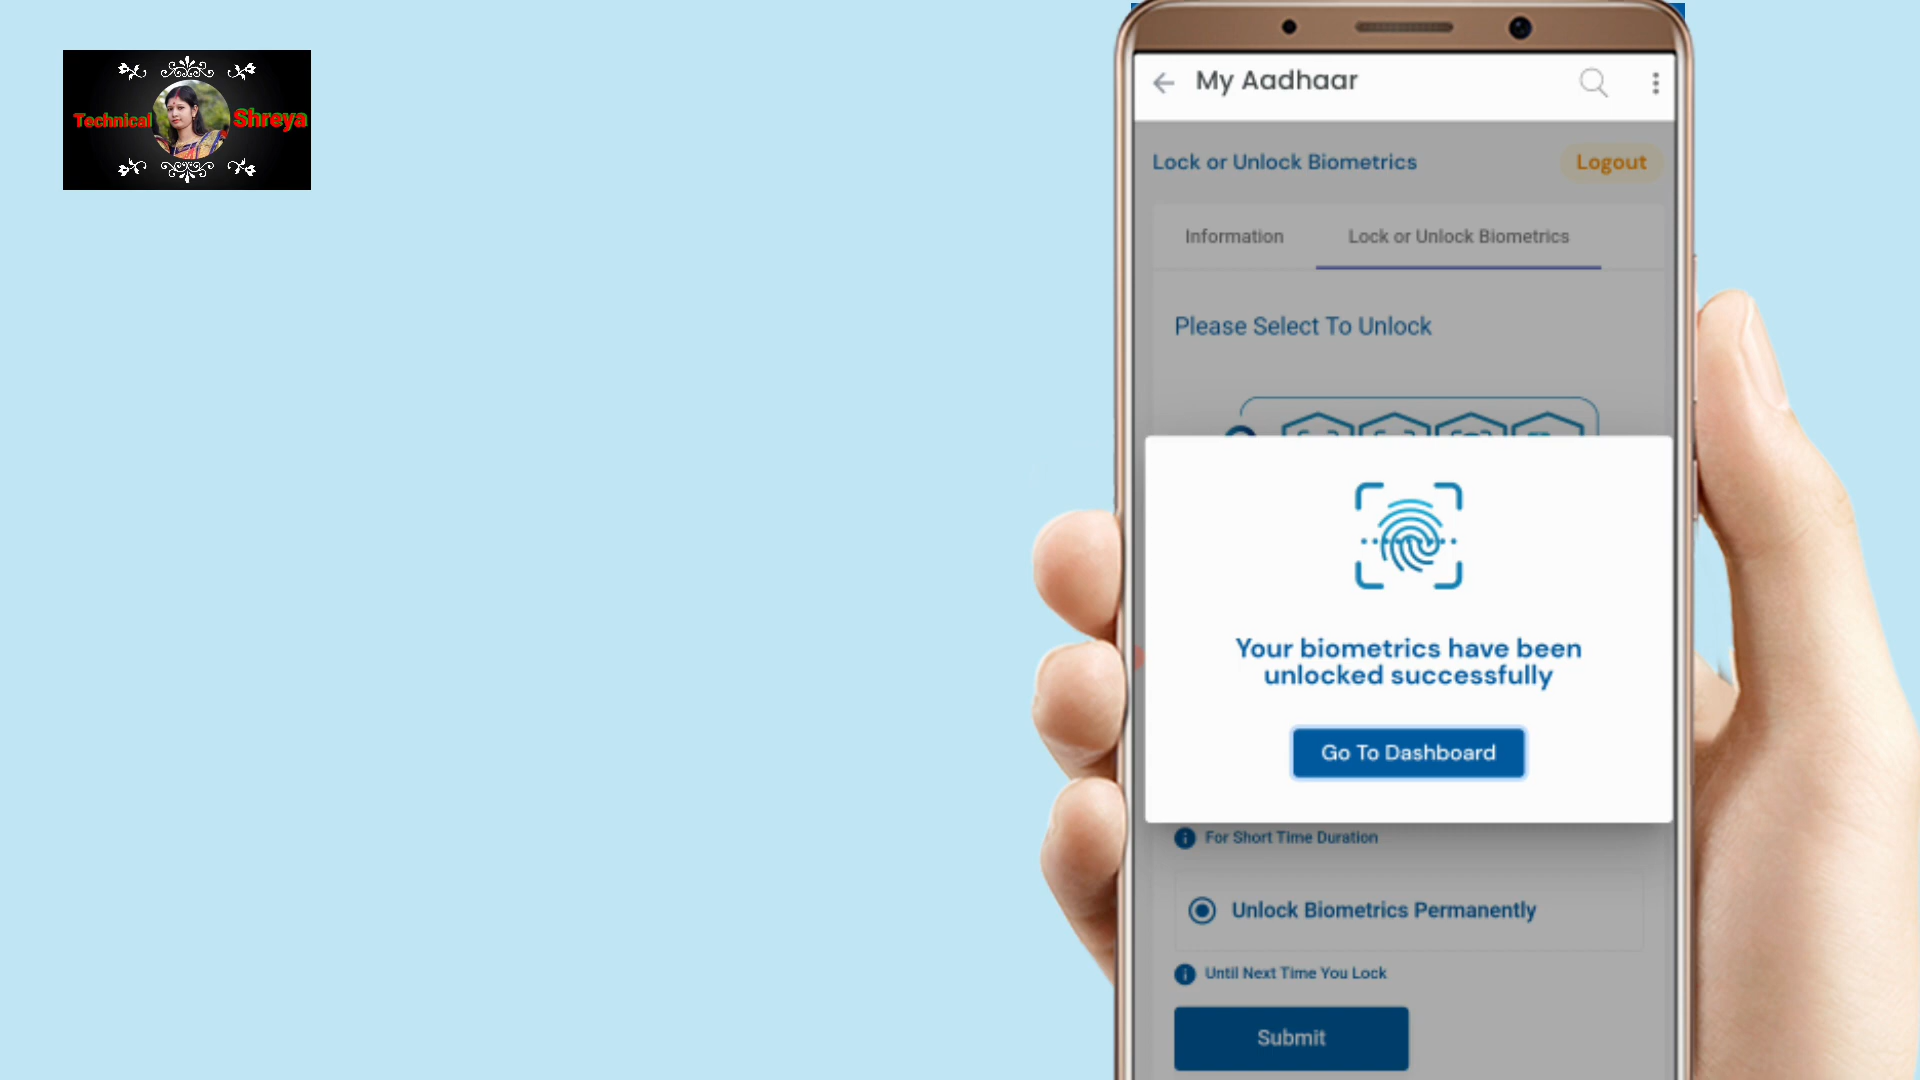 Technical Shreya
My Aadhaar
Lock or Unlock Biometrics
Logout
Information
Lock or Unlock Biometrics
Please Select To Unlock
Your biometrics have been
unlocked successfully
Go To Dashboard
For Short Time Duration
Unlock Biometrics Permanently
Until Next Time You Lock
Submit